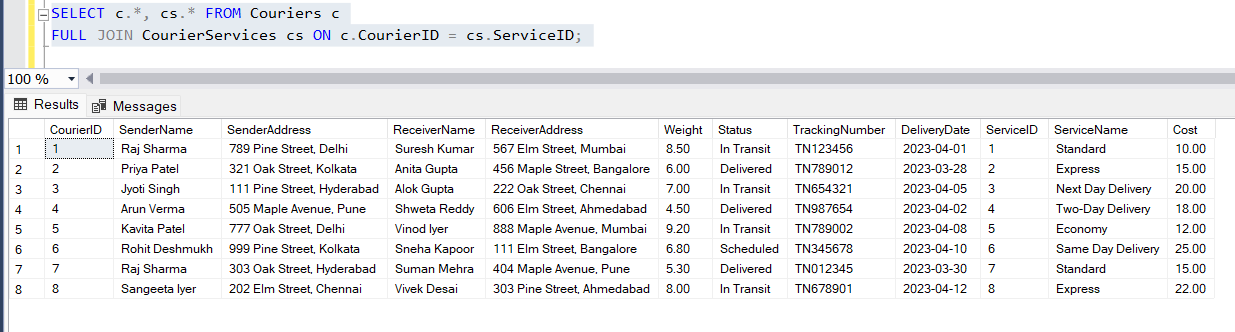 SELECT c.*, cs.* FROM Couriers c
FULL JOIN CourierServices cs ON c.CourierID = cs.ServiceID;
100 %
Results Messages
CourierID SenderName SenderAddress ReceiverName ReceiverAddress Weight Status TrackingNumber DeliveryDate ServiceID ServiceName Cost
1 1 Raj Sharma 789 Pine Street, Delhi Suresh Kumar 567 Elm Street, Mumbai 8.50 In Transit TN123456 2023-04-01 1 Standard 10.00
2 2 Priya Patel 321 Oak Street, Kolkata Anita Gupta 456 Maple Street, Bangalore 6.00 Delivered TN789012 2023-03-28 2 Express 15.00
3 3 Jyoti Singh 111 Pine Street, Hyderabad Alok Gupta 222 Oak Street, Chennai 7.00 In Transit TN654321 2023-04-05 3 Next Day Delivery 20.00
4 4 Arun Verma 505 Maple Avenue, Pune Shweta Reddy 606 Elm Street, Ahmedabad 4.50 Delivered TN987654 2023-04-02 4 Two-Day Delivery 18.00
5 5 Kavita Patel 777 Oak Street, Delhi Vinod Iyer 888 Maple Avenue, Mumbai 9.20 In Transit TN789002 2023-04-08 5 Economy 12.00
6 6 Rohit Deshmukh 999 Pine Street, Kolkata Sneha Kapoor 111 Elm Street, Bangalore 6.80 Scheduled TN345678 2023-04-10 6 Same Day Delivery 25.00
7 7 Raj Sharma 303 Oak Street, Hyderabad Suman Mehra 404 Maple Avenue, Pune 5.30 Delivered TN012345 2023-03-30 7 Standard 15.00
8 8 Sangeeta Iyer 202 Elm Street, Chennai Vivek Desai 303 Pine Street, Ahmedabad 8.00 In Transit TN678901 2023-04-12 8 Express 22.00